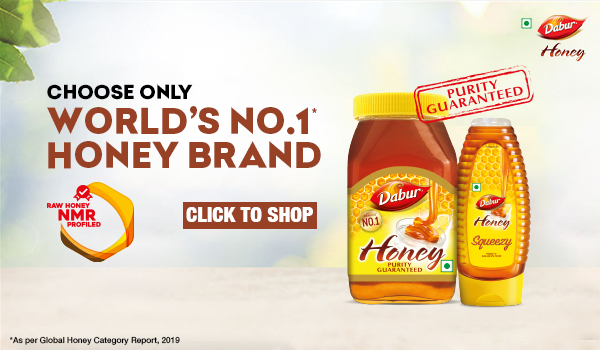 Dabur
Honey
CHOOSE ONLY
WORLD'S NO.1*
HONEY BRAND
PURITY
GUARANTEED
RAW HONEY
NMR
PROFILED
CLICK TO SHOP
Dabur
NO.1
Honey
PURITY
GUARANTEED
Dabur
Honey
Squeezy
*As per Global Honey Category Report, 2019